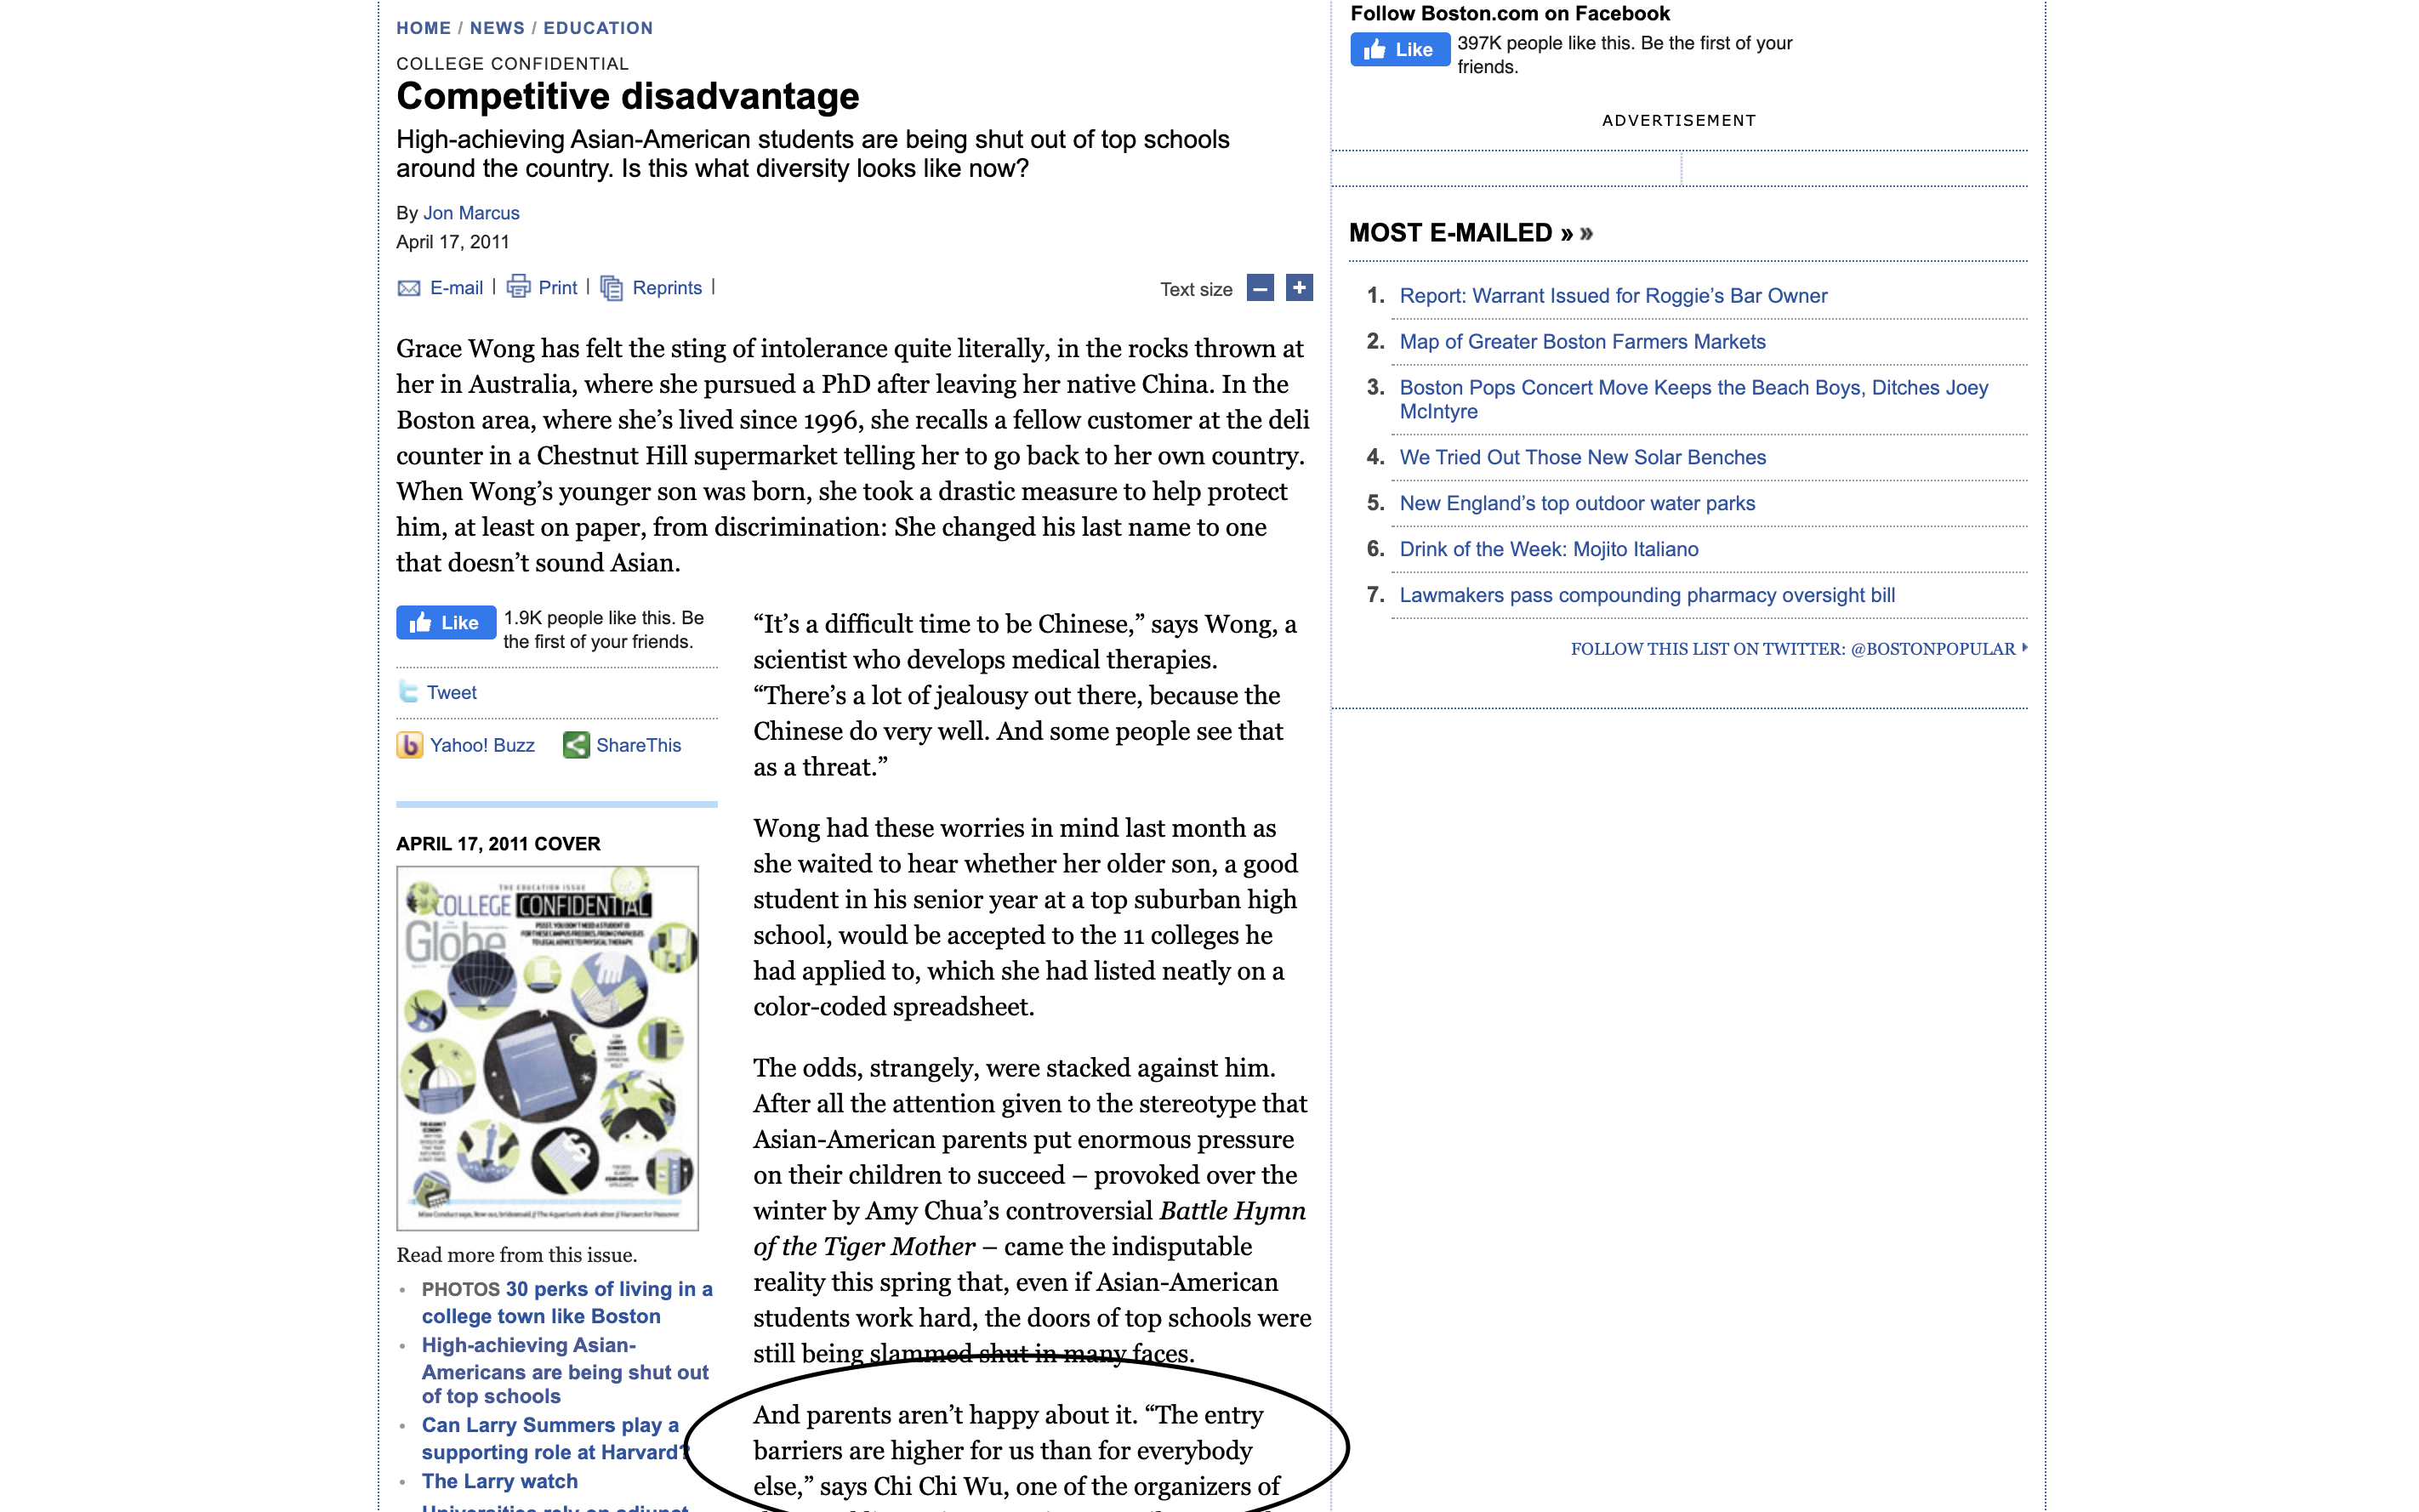 HOME / NEWS / EDUCATION
COLLEGE CONFIDENTIAL
Competitive disadvantage
High-achieving Asian-American students are being shut out of top schools
around the country. Is this what diversity looks like now?
By Jon Marcus
April 17, 2011
E-mail | Print | Reprints |
Text size – +
Grace Wong has felt the sting of intolerance quite literally, in the rocks thrown at
her in Australia, where she pursued a PhD after leaving her native China. In the
Boston area, where she’s lived since 1996, she recalls a fellow customer at the deli
counter in a Chestnut Hill supermarket telling her to go back to her own country.
When Wong’s younger son was born, she took a drastic measure to help protect
him, at least on paper, from discrimination: She changed his last name to one
that doesn’t sound Asian.
Like 1.9K people like this. Be
the first of your friends.
Tweet
Yahoo! Buzz ShareThis
APRIL 17, 2011 COVER
THE EDUCATION ISSUE
COLLEGE CONFIDENTIAL
Globe
Read more from this issue.
• PHOTOS 30 perks of living in a
college town like Boston
• High-achieving Asian-
Americans are being shut out
of top schools
• Can Larry Summers play a
supporting role at Harvard?
• The Larry watch
Universities rely on adjunct
“It’s a difficult time to be Chinese,” says Wong, a
scientist who develops medical therapies.
“There’s a lot of jealousy out there, because the
Chinese do very well. And some people see that
as a threat.”
Wong had these worries in mind last month as
she waited to hear whether her older son, a good
student in his senior year at a top suburban high
school, would be accepted to the 11 colleges he
had applied to, which she had listed neatly on a
color-coded spreadsheet.
The odds, strangely, were stacked against him.
After all the attention given to the stereotype that
Asian-American parents put enormous pressure
on their children to succeed – provoked over the
winter by Amy Chua’s controversial Battle Hymn
of the Tiger Mother – came the indisputable
reality this spring that, even if Asian-American
students work hard, the doors of top schools were
still being slammed shut in many faces.
And parents aren’t happy about it. “The entry
barriers are higher for us than for everybody
else,” says Chi Chi Wu, one of the organizers of
Follow Boston.com on Facebook
Like 397K people like this. Be the first of your
friends.
ADVERTISEMENT
MOST E-MAILED » »
1. Report: Warrant Issued for Roggie’s Bar Owner
2. Map of Greater Boston Farmers Markets
3. Boston Pops Concert Move Keeps the Beach Boys, Ditches Joey
McIntyre
4. We Tried Out Those New Solar Benches
5. New England’s top outdoor water parks
6. Drink of the Week: Mojito Italiano
7. Lawmakers pass compounding pharmacy oversight bill
FOLLOW THIS LIST ON TWITTER: @BOSTONPOPULAR